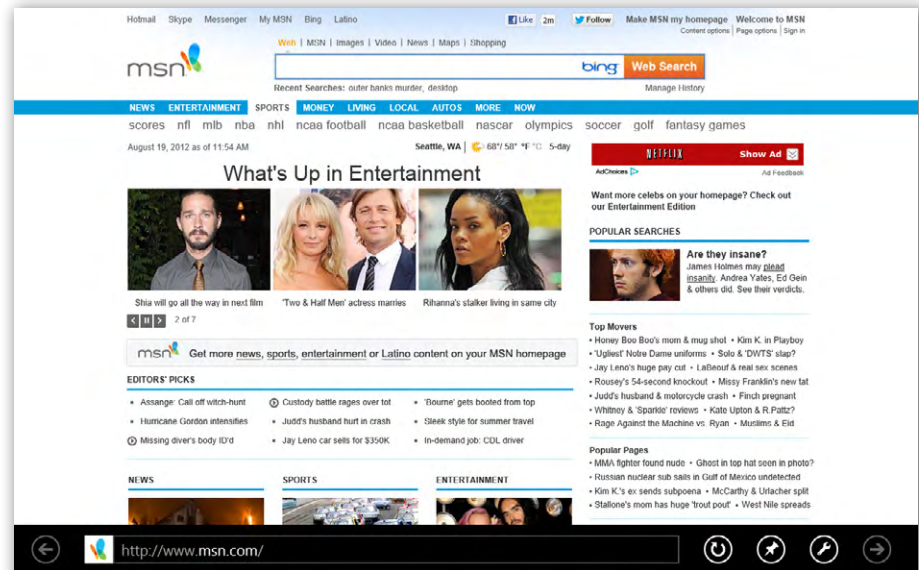 Hotmail Skype Messenger My MSN Bing Latino
Like 2m Follow Make MSN my homepage Welcome to MSN
Content options | Page options | Sign in
Web | MSN | Images | Video | News | Maps | Shopping
msn
bing Web Search
Recent Searches: outer banks murder, desktop
Manage History
NEWS ENTERTAINMENT SPORTS MONEY LIVING LOCAL AUTOS MORE NOW
scores nfl mlb nba nhl ncaa football ncaa basketball nascar olympics soccer golf fantasy games
August 19, 2012 as of 11:54 AM
Seattle, WA | 68°/ 58° °F °C 5-day
What's Up in Entertainment
Shia will go all the way in next film
'Two & Half Men' actress marries
Rihanna's stalker living in same city
2 of 7
msn Get more news, sports, entertainment or Latino content on your MSN homepage
EDITORS' PICKS
Assange: Call off witch-hunt
Hurricane Gordon intensifies
Missing diver's body ID'd
Custody battle rages over tot
Judd's husband hurt in crash
Jay Leno car sells for $350K
'Bourne' gets booted from top
Sleek style for summer travel
In-demand job: CDL driver
NEWS
SPORTS
ENTERTAINMENT
NETFLIX Show Ad
AdChoices
Ad Feedback
Want more celebs on your homepage? Check out
our Entertainment Edition
POPULAR SEARCHES
Are they insane?
James Holmes may plead
insanity. Andrea Yates, Ed Gein
& others did. See their verdicts.
Top Movers
• Honey Boo Boo's mom & mug shot • Kim K. in Playboy
• 'Ugliest' Notre Dame uniforms • Solo & 'DWTS' slap?
• Jay Leno's huge pay cut • LaBeouf & real sex scenes
• Rousey's 54-second knockout • Missy Franklin's new tat
• Judd's husband & motorcycle crash • Finch pregnant
• Whitney & 'Sparkle' reviews • Kate Upton & R.Pattz?
• Rage Against the Machine vs. Ryan • Muslims & Eid
Popular Pages
• MMA fighter found nude • Ghost in top hat seen in photo?
• Russian nuclear sub sails in Gulf of Mexico undetected
• Kim K.'s ex sends subpoena • McCarthy & Urlacher split
• Stallone's mom has huge 'trout pout' • West Nile spreads
http://www.msn.com/